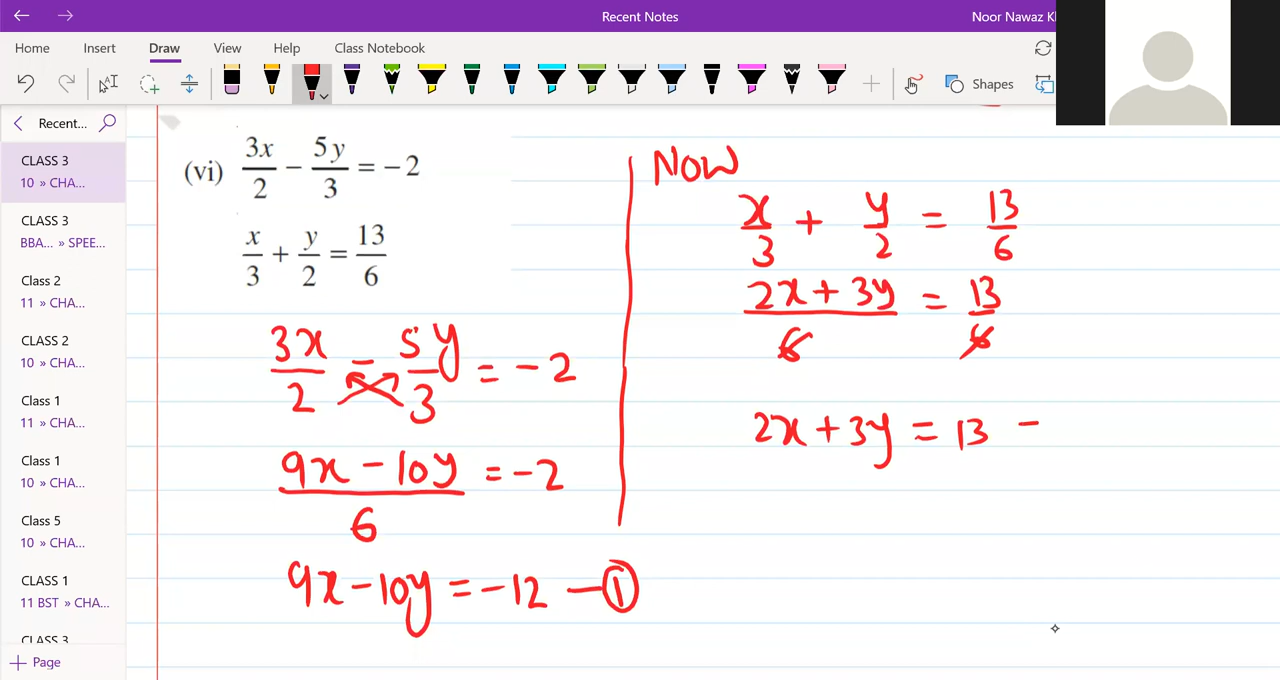 Recent Notes
Noor Nawaz Kh
Home Insert Draw View Help Class Notebook
Shapes
Recent...
CLASS 3
10 » CHA...
CLASS 3
BBA... » SPEE...
Class 2
11 » CHA...
CLASS 2
10 » CHA...
Class 1
11 » CHA...
Class 1
10 » CHA...
Class 5
10 » CHA...
CLASS 1
11 BST » CHA...
CLASS 3
Page
(vi) 3x/2 − 5y/3 = −2
x/3 + y/2 = 13/6
3x/2 − 5y/3 = −2
9x − 10y/6 = −2
9x − 10y = −12 — ①
Now
x/3 + y/2 = 13/6
2x + 3y/6 = 13/6
2x + 3y = 13 −